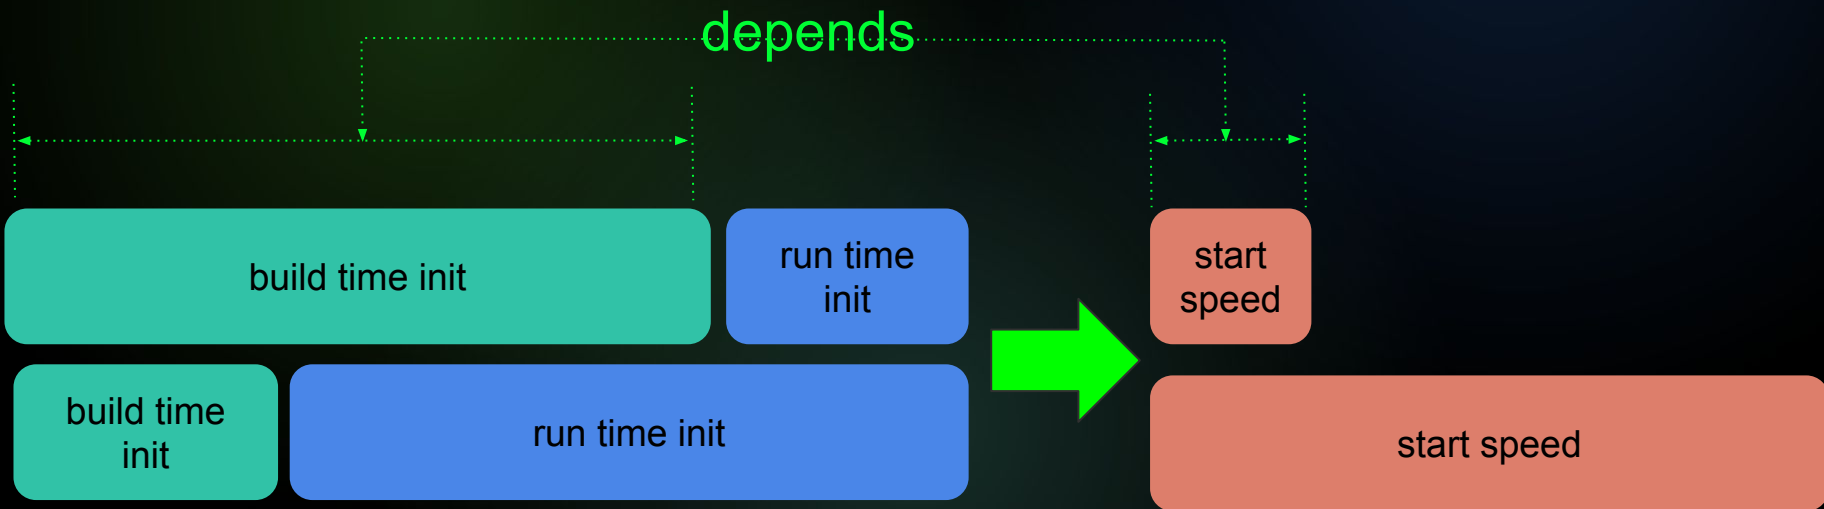 depends
build time init
run time
init
start
speed
build time
init
run time init
start speed